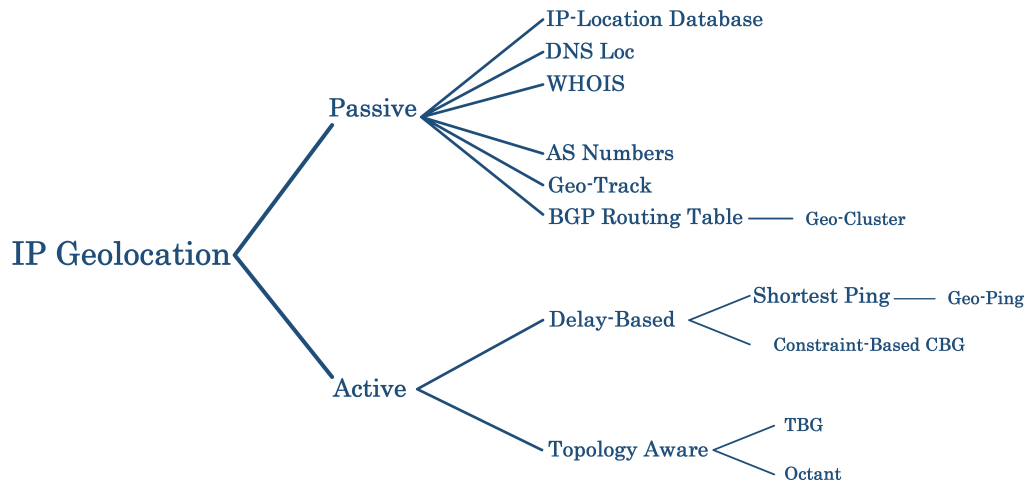 IP Geolocation
Passive
IP-Location Database
DNS Loc
WHOIS
AS Numbers
Geo-Track
BGP Routing Table
Geo-Cluster
Active
Delay-Based
Shortest Ping
Geo-Ping
Constraint-Based CBG
Topology Aware
TBG
Octant